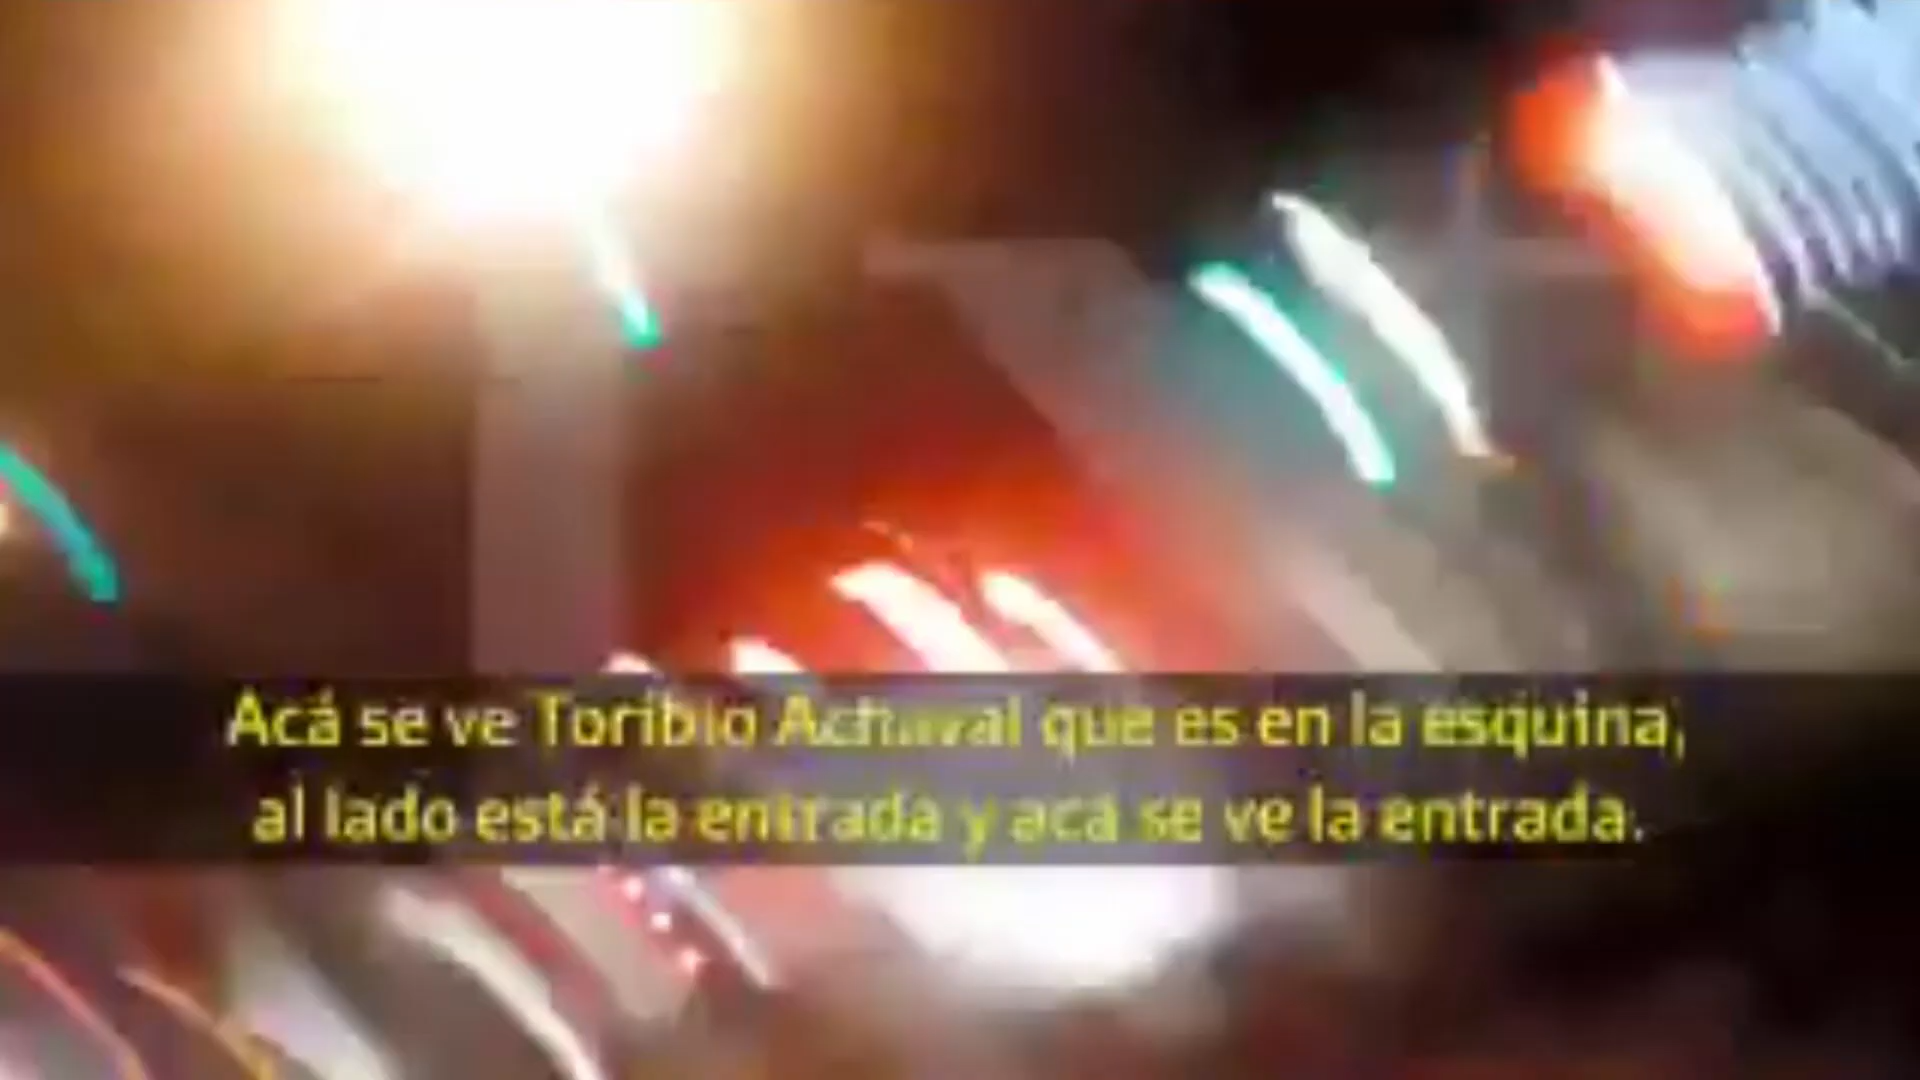 Acá se ve Toribio Achaval que es en la esquina,
al lado está la entrada y acá se ve la entrada.